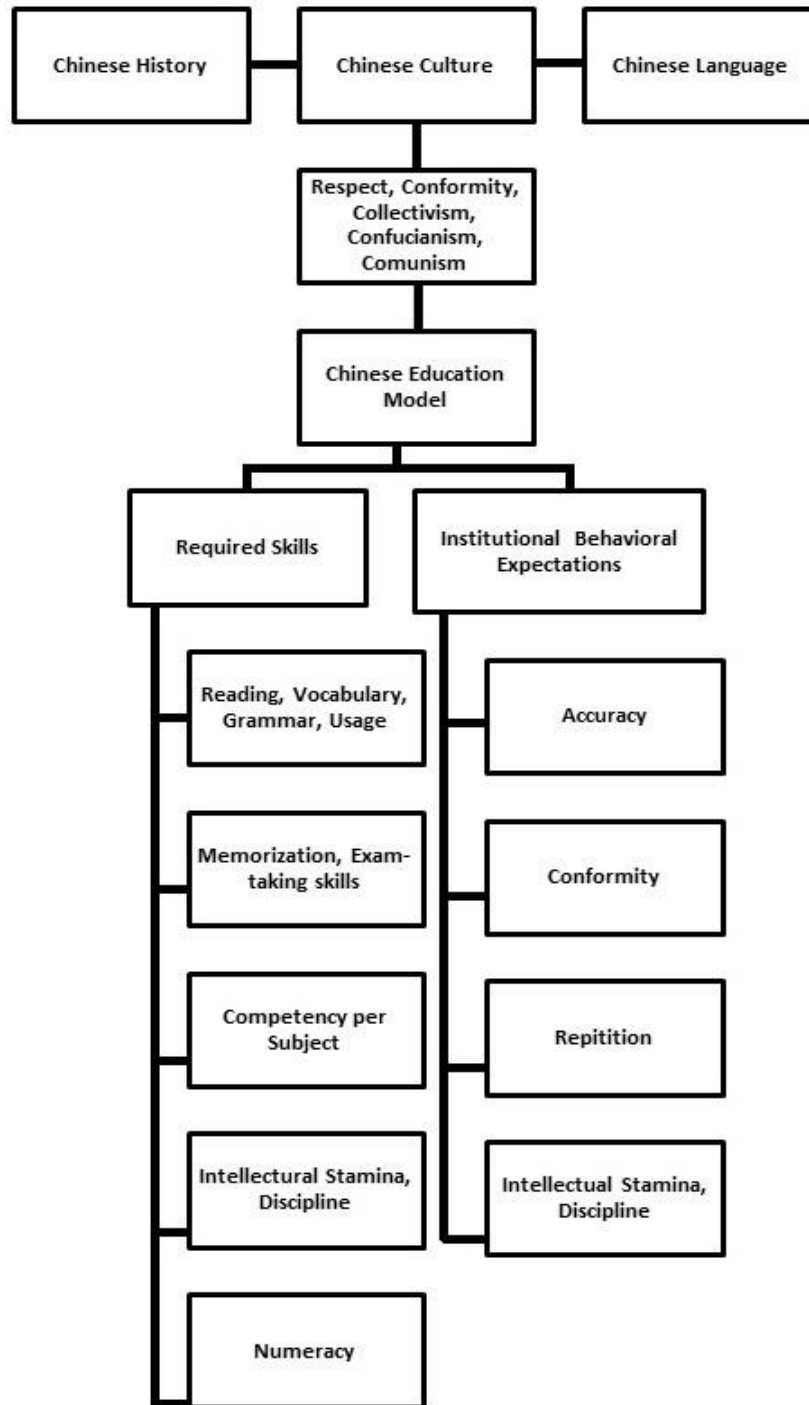 Chinese History
Chinese Culture
Chinese Language
Respect, Conformity,
Collectivism,
Confucianism,
Comunism
Chinese Education
Model
Required Skills
Institutional Behavioral
Expectations
Reading, Vocabulary,
Grammar, Usage
Memorization, Exam-
taking skills
Competency per
Subject
Intellectural Stamina,
Discipline
Numeracy
Accuracy
Conformity
Repitition
Intellectual Stamina,
Discipline